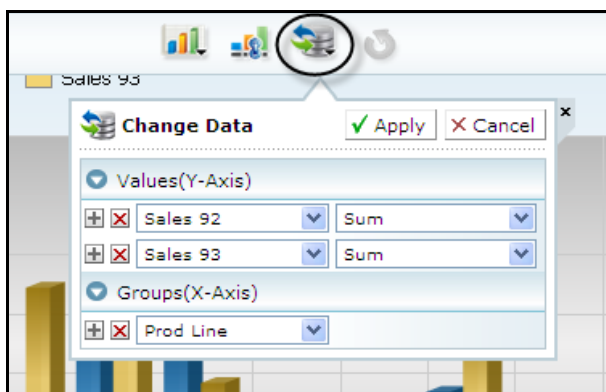 Sales 93
Change Data
Apply
Cancel
x
Values(Y-Axis)
Sales 92 Sum
Sales 93 Sum
Groups(X-Axis)
Prod Line